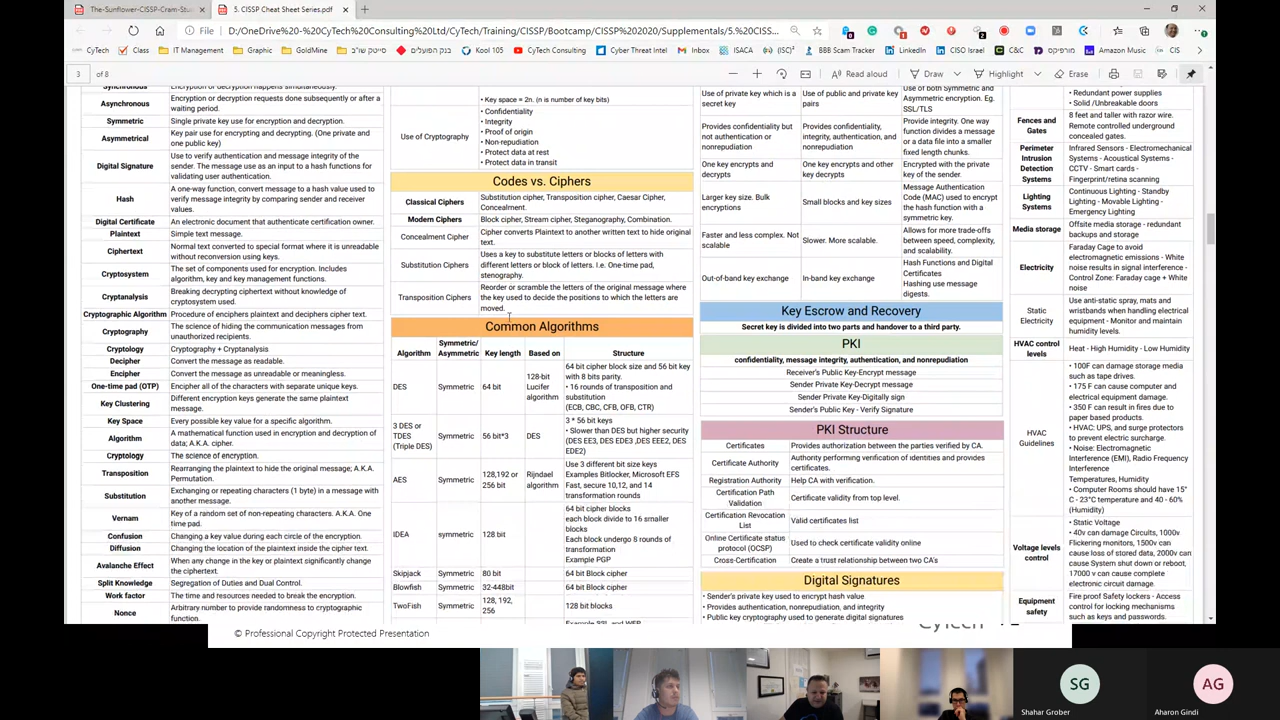 The-Sunflower-CISSP-Cram-Stu
5. CISSP Cheat Sheet Series.pdf
File
D:/OneDrive%20-%20CyTech%20Consulting%20Ltd/CyTech/Training/CISSP/Bootcamp/CISSP%202020/Supplementals/5.%20CISS...
CyTech
Class
IT Management
Graphic
GoldMine
Kool 105
CyTech Consulting
Cyber Threat Intel
Inbox
ISACA
BBB Scam Tracker
LinkedIn
CISO Israel
C&C
Amazon Music
CIS
3
of 8
Read aloud
Draw
Highlight
Erase
Asynchronous
Encryption or decryption requests done subsequently or after a
waiting period.
Symmetric
Single private key use for encryption and decryption.
Asymmetrical
Key pair use for encrypting and decrypting. (One private and
one public key)
Digital Signature
Use to verify authentication and message integrity of the
sender. The message use as an input to a hash functions for
validating user authentication.
Hash
A one-way function, convert message to a hash value used to
verify message integrity by comparing sender and receiver
values.
Digital Certificate
An electronic document that authenticate certification owner.
Plaintext
Simple text message.
Ciphertext
Normal text converted to special format where it is unreadable
without reconversion using keys.
Cryptosystem
The set of components used for encryption. Includes
algorithm, key and key management functions.
Cryptanalysis
Breaking decrypting ciphertext without knowledge of
cryptosystem used.
Cryptographic Algorithm
Procedure of enciphers plaintext and deciphers cipher text.
Cryptography
The science of hiding the communication messages from
unauthorized recipients.
Cryptology
Cryptography + Cryptanalysis
Decipher
Convert the message as readable.
Encipher
Convert the message as unreadable or meaningless.
One-time pad (OTP)
Encipher all of the characters with separate unique keys.
Key Clustering
Different encryption keys generate the same plaintext
message.
Key Space
Every possible key value for a specific algorithm.
Algorithm
A mathematical function used in encryption and decryption of
data; A.K.A. cipher.
Cryptology
The science of encryption.
Transposition
Rearranging the plaintext to hide the original message; A.K.A.
Permutation.
Substitution
Exchanging or repeating characters (1 byte) in a message with
another message.
Vernam
Key of a random set of non-repeating characters. A.K.A. One
time pad.
Confusion
Changing a key value during each circle of the encryption.
Diffusion
Changing the location of the plaintext inside the cipher text.
Avalanche Effect
When any change in the key or plaintext significantly change
the ciphertext.
Split Knowledge
Segregation of Duties and Dual Control.
Work factor
The time and resources needed to break the encryption.
Nonce
Arbitrary number to provide randomness to cryptographic
function.
• Key space = 2n. (n is number of key bits)
Use of Cryptography
• Confidentiality
• Integrity
• Proof of origin
• Non-repudiation
• Protect data at rest
• Protect data in transit
Codes vs. Ciphers
Classical Ciphers
Substitution cipher, Transposition cipher, Caesar Cipher,
Concealment.
Modern Ciphers
Block cipher, Stream cipher, Steganography, Combination.
Concealment Cipher
Cipher converts Plaintext to another written text to hide original
text.
Substitution Ciphers
Uses a key to substitute letters or blocks of letters with
different letters or block of letters. I.e. One-time pad,
stenography.
Transposition Ciphers
Reorder or scramble the letters of the original message where
the key used to decide the positions to which the letters are
moved.
Common Algorithms
Algorithm
Symmetric/
Asymmetric
Key length
Based on
Structure
DES
Symmetric
64 bit
128-bit
Lucifer
algorithm
64 bit cipher block size and 56 bit key
with 8 bits parity.
• 16 rounds of transposition and
substitution
(ECB, CBC, CFB, OFB, CTR)
3 DES or
TDES
(Triple DES)
Symmetric
56 bit*3
DES
3 * 56 bit keys
• Slower than DES but higher security
(DES EE3, DES EDE3 ,DES EEE2, DES
EDE2)
AES
Symmetric
128,192 or
256 bit
Rijndael
algorithm
Use 3 different bit size keys
Examples Bitlocker, Microsoft EFS
Fast, secure 10,12, and 14
transformation rounds
IDEA
symmetric
128 bit
64 bit cipher blocks
each block divide to 16 smaller
blocks
Each block undergo 8 rounds of
transformation
Example PGP
Skipjack
Symmetric
80 bit
64 bit Block cipher
Blowfish
Symmetric
32-448bit
64 bit Block cipher
TwoFish
Symmetric
128, 192,
256
128 bit blocks
Use of private key which is a
secret key
Use of public and private key
pairs
Use of both Symmetric and
Asymmetric encryption. Eg.
SSL/TLS
Provides confidentiality but
not authentication or
nonrepudiation
Provides confidentiality,
integrity, authentication, and
nonrepudiation
Provide integrity. One way
function divides a message
or a data file into a smaller
fixed length chunks.
One key encrypts and
decrypts
One key encrypts and other
key decrypts
Encrypted with the private
key of the sender.
Larger key size. Bulk
encryptions
Small blocks and key sizes
Message Authentication
Code (MAC) used to encrypt
the hash function with a
symmetric key.
Faster and less complex. Not
scalable
Slower. More scalable.
Allows for more trade-offs
between speed, complexity,
and scalability.
Out-of-band key exchange
In-band key exchange
Hash Functions and Digital
Certificates
Hashing use message
digests.
Key Escrow and Recovery
Secret key is divided into two parts and handover to a third party.
PKI
confidentiality, message integrity, authentication, and nonrepudiation
Receiver's Public Key-Encrypt message
Sender Private Key-Decrypt message
Sender Private Key-Digitally sign
Sender's Public Key - Verify Signature
PKI Structure
Certificates
Provides authorization between the parties verified by CA.
Certificate Authority
Authority performing verification of identities and provides
certificates.
Registration Authority
Help CA with verification.
Certification Path
Validation
Certificate validity from top level.
Certification Revocation
List
Valid certificates list
Online Certificate status
protocol (OCSP)
Used to check certificate validity online
Cross-Certification
Create a trust relationship between two CA's
Digital Signatures
• Sender's private key used to encrypt hash value
• Provides authentication, nonrepudiation, and integrity
• Public key cryptography used to generate digital signatures
• Redundant power supplies
• Solid /Unbreakable doors
Fences and
Gates
8 feet and taller with razor wire.
Remote controlled underground
concealed gates.
Perimeter
Intrusion
Detection
Systems
Infrared Sensors - Electromechanical
Systems - Acoustical Systems -
CCTV - Smart cards -
Fingerprint/retina scanning
Lighting
Systems
Continuous Lighting - Standby
Lighting - Movable Lighting -
Emergency Lighting
Media storage
Offsite media storage - redundant
backups and storage
Electricity
Faraday Cage to avoid
electromagnetic emissions - White
noise results in signal interference -
Control Zone: Faraday cage + White
noise
Static
Electricity
Use anti-static spray, mats and
wristbands when handling electrical
equipment - Monitor and maintain
humidity levels.
HVAC control
levels
Heat - High Humidity - Low Humidity
HVAC
Guidelines
• 100F can damage storage media
such as tape drives.
• 175 F can cause computer and
electrical equipment damage.
• 350 F can result in fires due to
paper based products.
• HVAC: UPS, and surge protectors to
prevent electric surcharge.
• Noise: Electromagnetic
Interference (EMI), Radio Frequency
Interference
Temperatures, Humidity
• Computer Rooms should have 15°
C - 23°C temperature and 40 - 60%
(Humidity)
Voltage levels
control
• Static Voltage
• 40v can damage Circuits, 1000v
Flickering monitors, 1500v can
cause loss of stored data, 2000v can
cause System shut down or reboot,
17000 v can cause complete
electronic circuit damage.
Equipment
safety
Fire proof Safety lockers - Access
control for locking mechanisms
such as keys and passwords.
© Professional Copyright Protected Presentation
SG
Shahar Grober
AG
Aharon Gindi